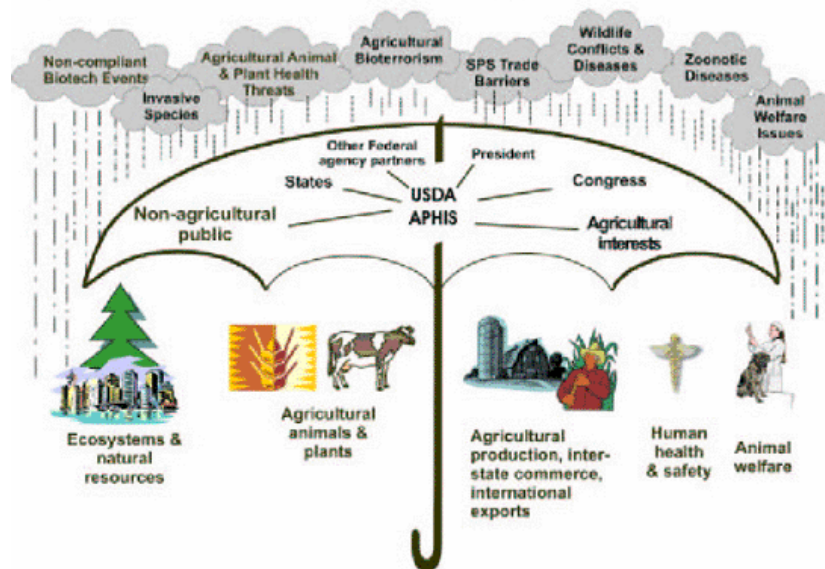 Non-compliant
Biotech Events
Invasive
Species
Agricultural Animal
& Plant Health
Threats
Agricultural
Bioterrorism
SPS Trade
Barriers
Wildlife
Conflicts &
Diseases
Zoonotic
Diseases
Animal
Welfare
Issues
Other Federal
agency partners
President
States
USDA
APHIS
Congress
Non-agricultural
public
Agricultural
interests
Ecosystems &
natural
resources
Agricultural
animals &
plants
Agricultural
production, inter-
state commerce,
international
exports
Human
health
& safety
Animal
welfare